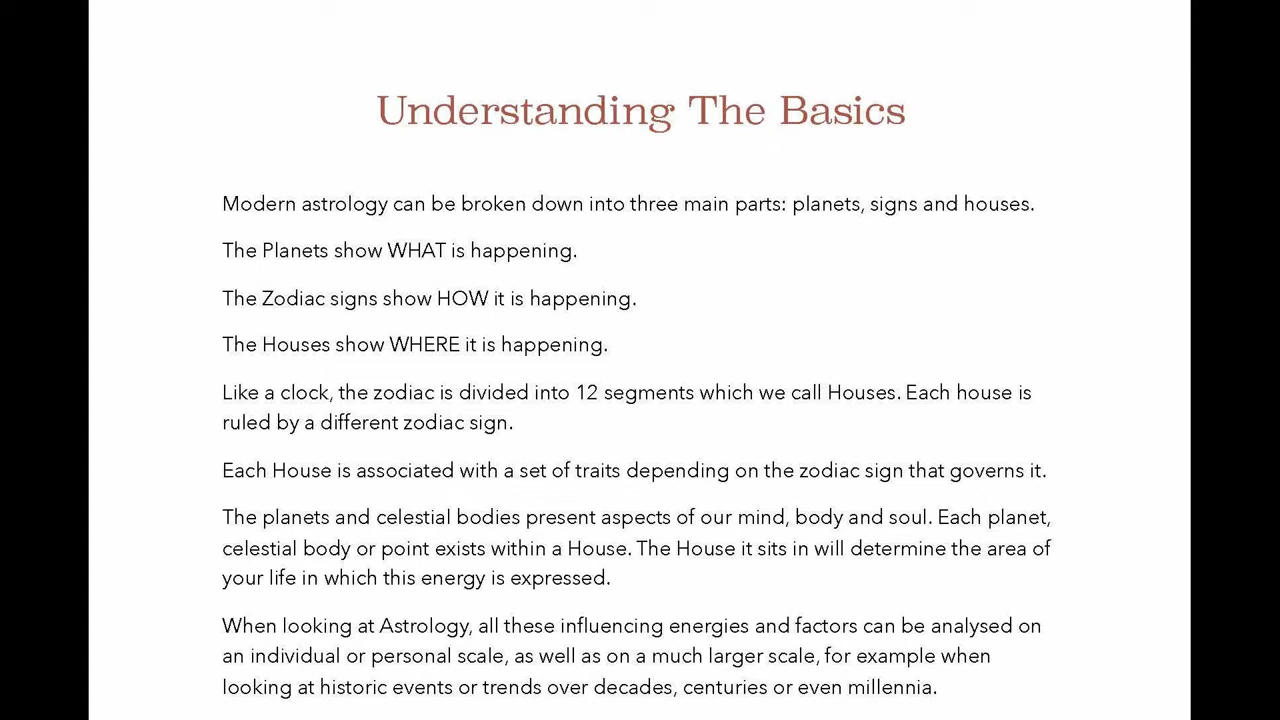 Understanding The Basics
Modern astrology can be broken down into three main parts: planets, signs and houses.
The Planets show WHAT is happening.
The Zodiac signs show HOW it is happening.
The Houses show WHERE it is happening.
Like a clock, the zodiac is divided into 12 segments which we call Houses. Each house is
ruled by a different zodiac sign.
Each House is associated with a set of traits depending on the zodiac sign that governs it.
The planets and celestial bodies present aspects of our mind, body and soul. Each planet,
celestial body or point exists within a House. The House it sits in will determine the area of
your life in which this energy is expressed.
When looking at Astrology, all these influencing energies and factors can be analysed on
an individual or personal scale, as well as on a much larger scale, for example when
looking at historic events or trends over decades, centuries or even millennia.